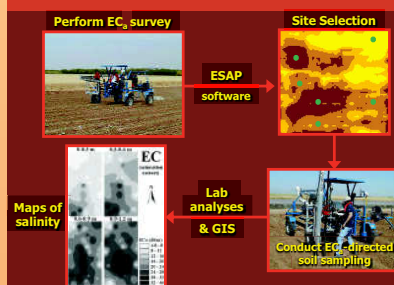 Perform ECa survey
Site Selection
ESAP
software
Conduct ECa-directed
soil sampling
Lab
analyses
& GIS
Maps of
salinity
EC